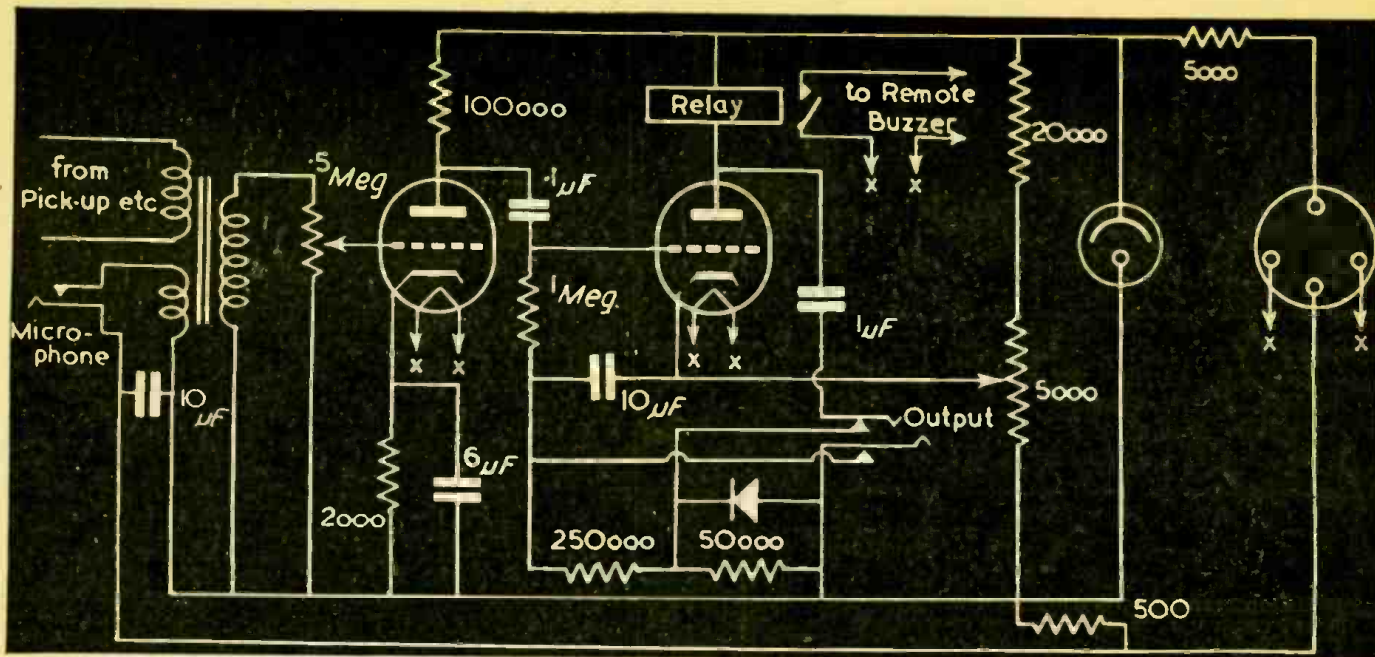 100000
Relay
to Remote
Buzzer
5000
20000
from
Pick-up etc
.5 Meg
.1 µF
1 Meg.
x x
1 µF
x x
x x
x x
Micro-
phone
10
µF
10 µF
5000
Output
6 µF
2000
250000
50000
500